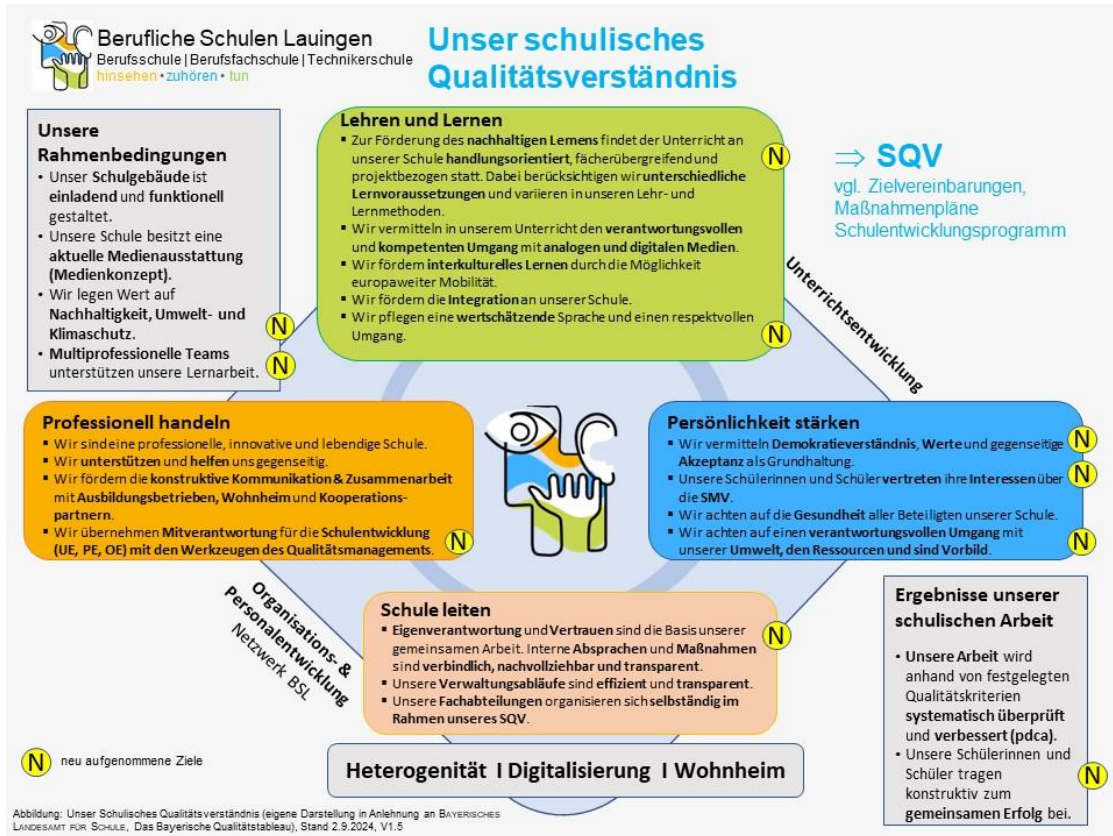 Berufliche Schulen Lauingen
Berufsschule | Berufsfachschule | Technikerschule
hinsehen • zuhören • tun
Unser schulisches
Qualitätsverständnis
Unsere
Rahmenbedingungen
• Unser Schulgebäude ist
einladend und funktionell
gestaltet.
• Unsere Schule besitzt eine
aktuelle Medienausstattung
(Medienkonzept).
• Wir legen Wert auf
Nachhaltigkeit, Umwelt- und
Klimaschutz.
N
• Multiprofessionelle Teams
unterstützen unsere Lernarbeit.
N
Lehren und Lernen
▪ Zur Förderung des nachhaltigen Lernens findet der Unterricht an
unserer Schule handlungsorientiert, fächerübergreifend und
projektbezogen statt. Dabei berücksichtigen wir unterschiedliche
Lernvoraussetzungen und variieren in unseren Lehr- und
Lernmethoden.
N
▪ Wir vermitteln in unserem Unterricht den verantwortungsvollen
und kompetenten Umgang mit analogen und digitalen Medien.
▪ Wir fördern interkulturelles Lernen durch die Möglichkeit
europaweiter Mobilität.
▪ Wir fördern die Integration an unserer Schule.
▪ Wir pflegen eine wertschätzende Sprache und einen respektvollen
Umgang.
N
⇒ SQV
vgl. Zielvereinbarungen,
Maßnahmenpläne
Schulentwicklungsprogramm
Unterrichtsentwicklung
Professionell handeln
▪ Wir sind eine professionelle, innovative und lebendige Schule.
▪ Wir unterstützen und helfen uns gegenseitig.
▪ Wir fördern die konstruktive Kommunikation & Zusammenarbeit
mit Ausbildungsbetrieben, Wohnheim und Kooperations-
partnern.
▪ Wir übernehmen Mitverantwortung für die Schulentwicklung
(UE, PE, OE) mit den Werkzeugen des Qualitätsmanagements.
N
Persönlichkeit stärken
▪ Wir vermitteln Demokratieverständnis, Werte und gegenseitige
Akzeptanz als Grundhaltung.
N
▪ Unsere Schülerinnen und Schüler vertreten ihre Interessen über
die SMV.
N
▪ Wir achten auf die Gesundheit aller Beteiligten unserer Schule.
▪ Wir achten auf einen verantwortungsvollen Umgang mit
unserer Umwelt, den Ressourcen und sind Vorbild.
N
Organisations- &
Personalentwicklung
Netzwerk BSL
Schule leiten
▪ Eigenverantwortung und Vertrauen sind die Basis unserer
gemeinsamen Arbeit. Interne Absprachen und Maßnahmen
sind verbindlich, nachvollziehbar und transparent.
N
▪ Unsere Verwaltungsabläufe sind effizient und transparent.
▪ Unsere Fachabteilungen organisieren sich selbständig im
Rahmen unseres SQV.
Ergebnisse unserer
schulischen Arbeit
• Unsere Arbeit wird
anhand von festgelegten
Qualitätskriterien
systematisch überprüft
und verbessert (pdca).
• Unsere Schülerinnen und
Schüler tragen
konstruktiv zum
gemeinsamen Erfolg bei.
N
N neu aufgenommene Ziele
Heterogenität I Digitalisierung I Wohnheim
Abbildung: Unser Schulisches Qualitätsverständnis (eigene Darstellung in Anlehnung an BAYERISCHES
LANDESAMT FÜR SCHULE, Das Bayerische Qualitätstableau), Stand 2.9.2024, V1.5